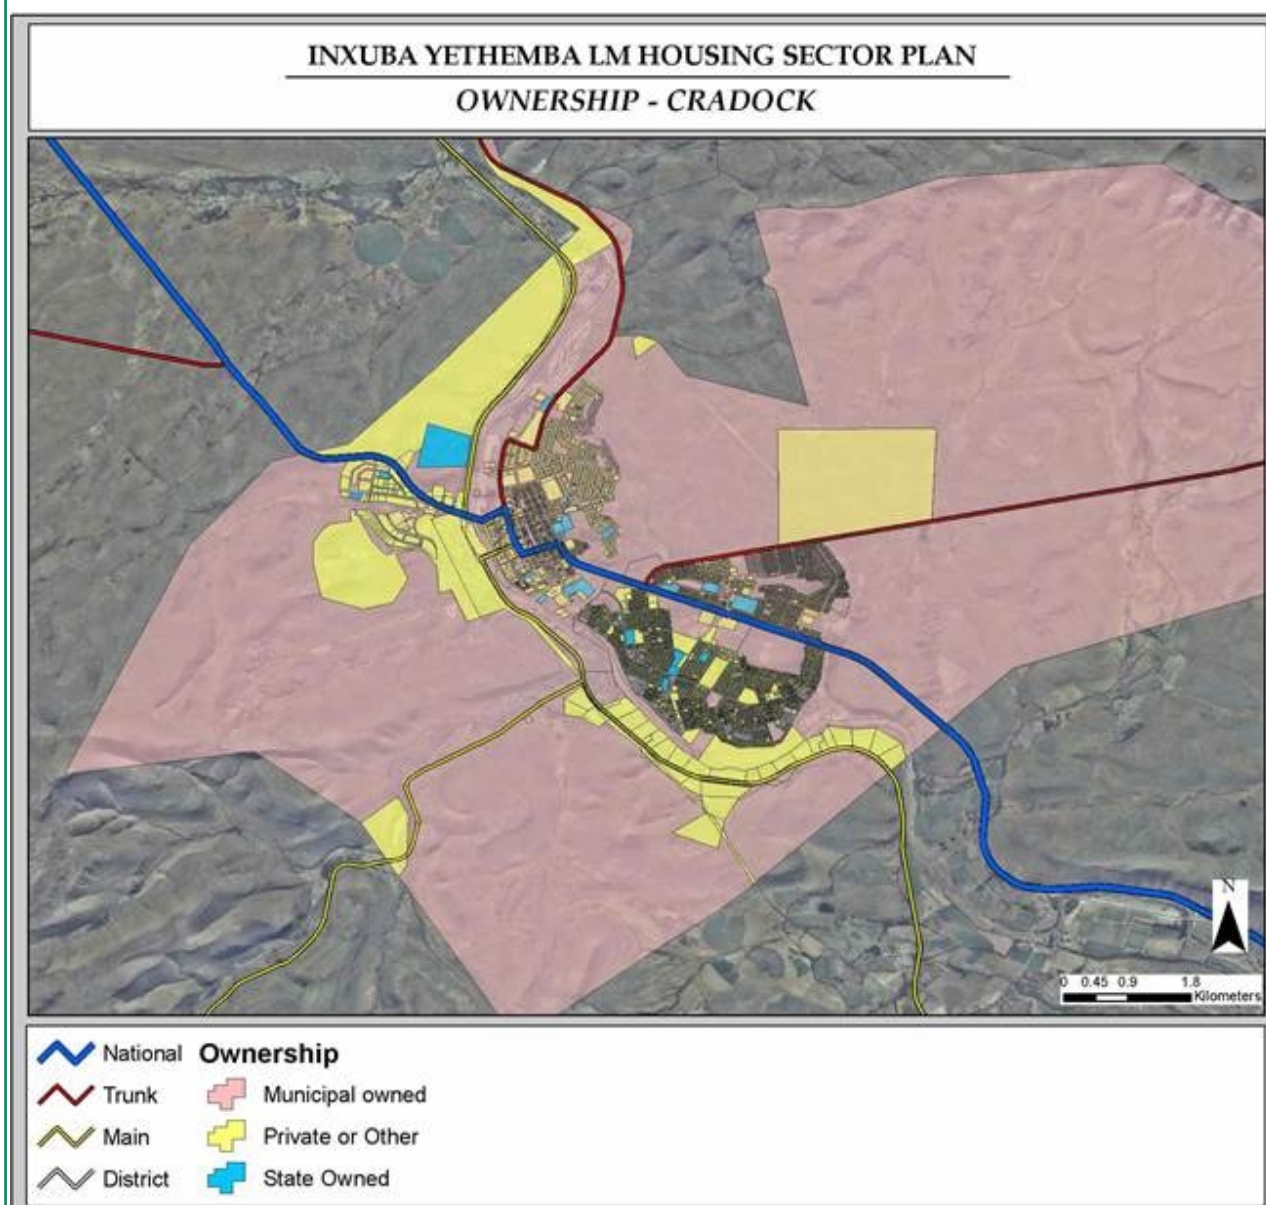 INXUBA YETHEMBA LM HOUSING SECTOR PLAN
OWNERSHIP - CRADOCK
N
0 0.45 0.9 1.8
Kilometers
National Ownership
Trunk Municipal owned
Main Private or Other
District State Owned